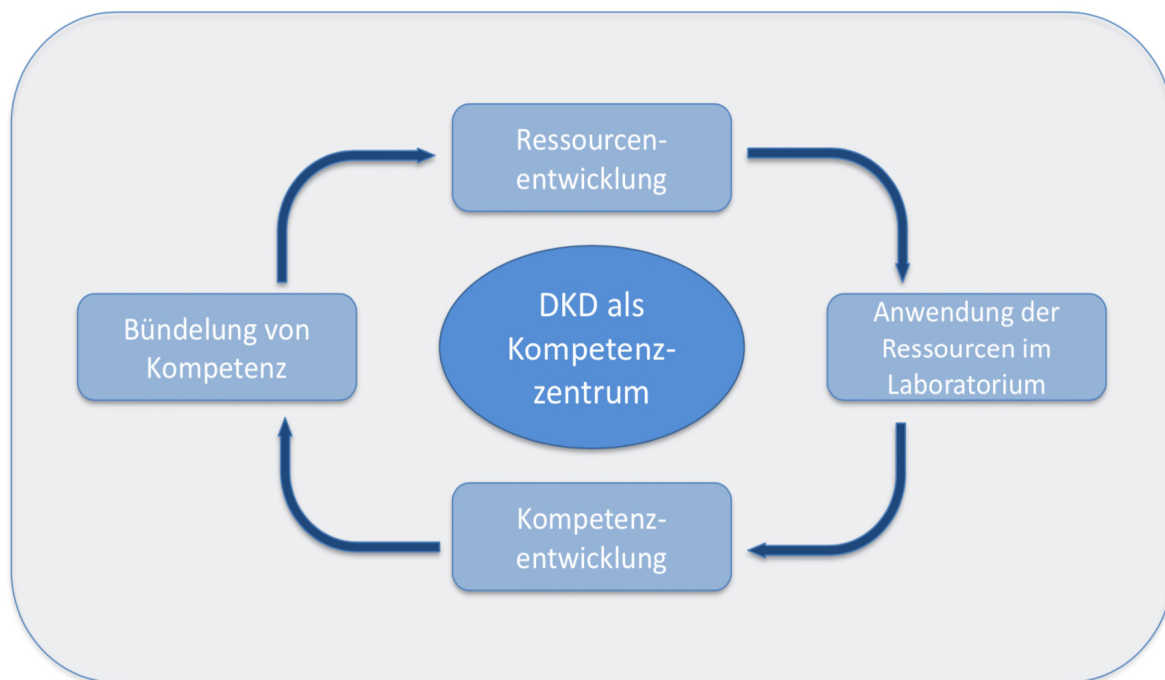 Ressourcen-
entwicklung
Bündelung von
Kompetenz
DKD als
Kompetenz-
zentrum
Anwendung der
Ressourcen im
Laboratorium
Kompetenz-
entwicklung